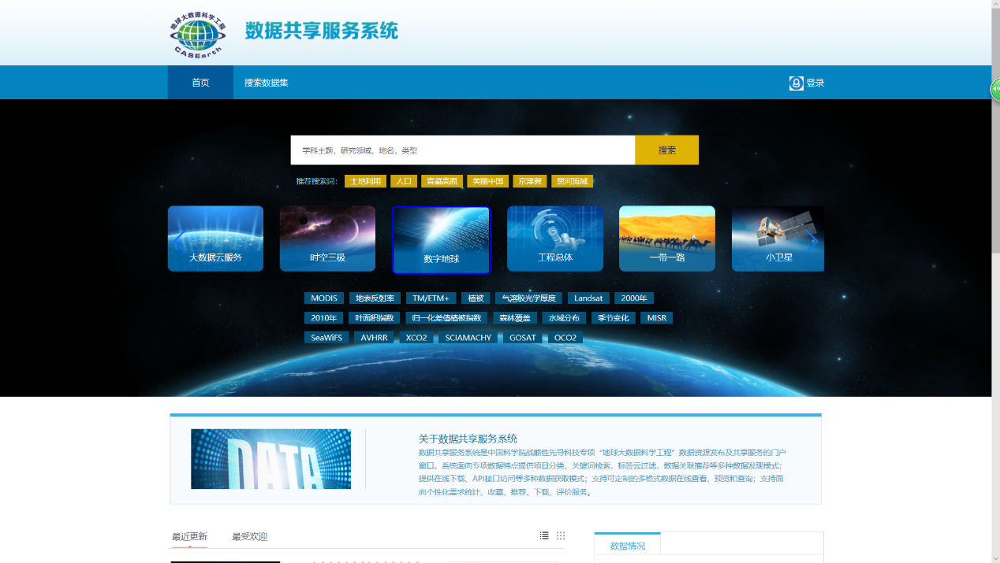 地球大数据科学工程
CASEarth
数据共享服务系统
首页
搜索数据集
登录
49
学科主题，研究领域，地名，类型
搜索
推荐搜索词：
土地利用
人口
青藏高原
美丽中国
京津冀
黑河流域
大数据云服务
时空三极
数字地球
工程总体
一带一路
小卫星
MODIS
地表反射率
TM/ETM+
植被
气溶胶光学厚度
Landsat
2000年
2010年
叶面积指数
归一化差值植被指数
森林覆盖
水域分布
季节变化
MISR
SeaWiFS
AVHRR
XCO2
SCIAMACHY
GOSAT
OCO2
DATA
关于数据共享服务系统
数据共享服务系统是中国科学院战略性先导科技专项“地球大数据科学工程”数据资源发布及共享服务的门户
窗口。系统面向专项数据特点提供项目分类、关键词检索，标签云过滤，数据关联推荐等多种数据发现模式；
提供在线下载、API接口访问等多种数据获取模式；支持可定制的多格式数据在线查看、预览和查询；支持面
向个性化需求统计、收藏、推荐、下载、评价服务。
最近更新
最受欢迎
数据情况